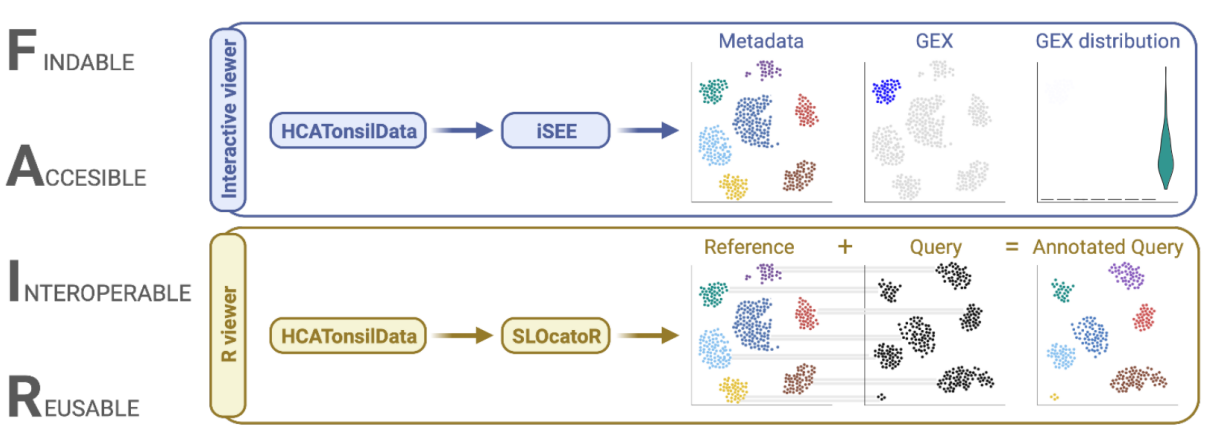 FINDABLE
ACCESIBLE
INTEROPERABLE
REUSABLE
Interactive viewer
HCATonsilData
iSEE
Metadata
GEX
GEX distribution
R viewer
HCATonsilData
SLOcatoR
Reference + Query = Annotated Query